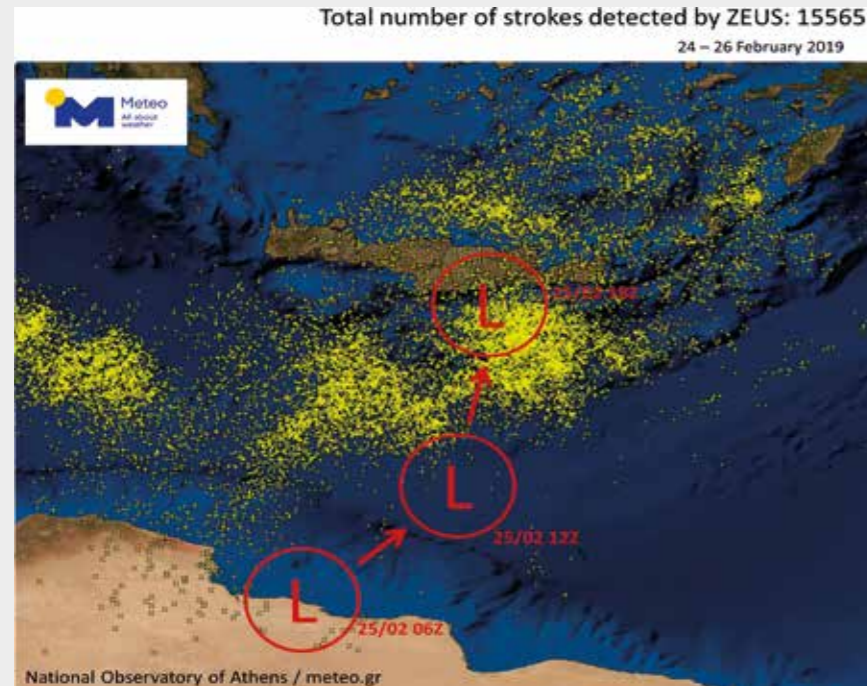 Total number of strokes detected by ZEUS: 15565
24 – 26 February 2019
Meteo
All about
weather
L
L
25/02 12Z
L
25/02 06Z
National Observatory of Athens / meteo.gr